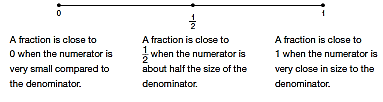 0 1/2 1
A fraction is close to
0 when the numerator is
very small compared to
the denominator.
A fraction is close to
1/2 when the numerator is
about half the size of the
denominator.
A fraction is close to
1 when the numerator is
very close in size to the
denominator.